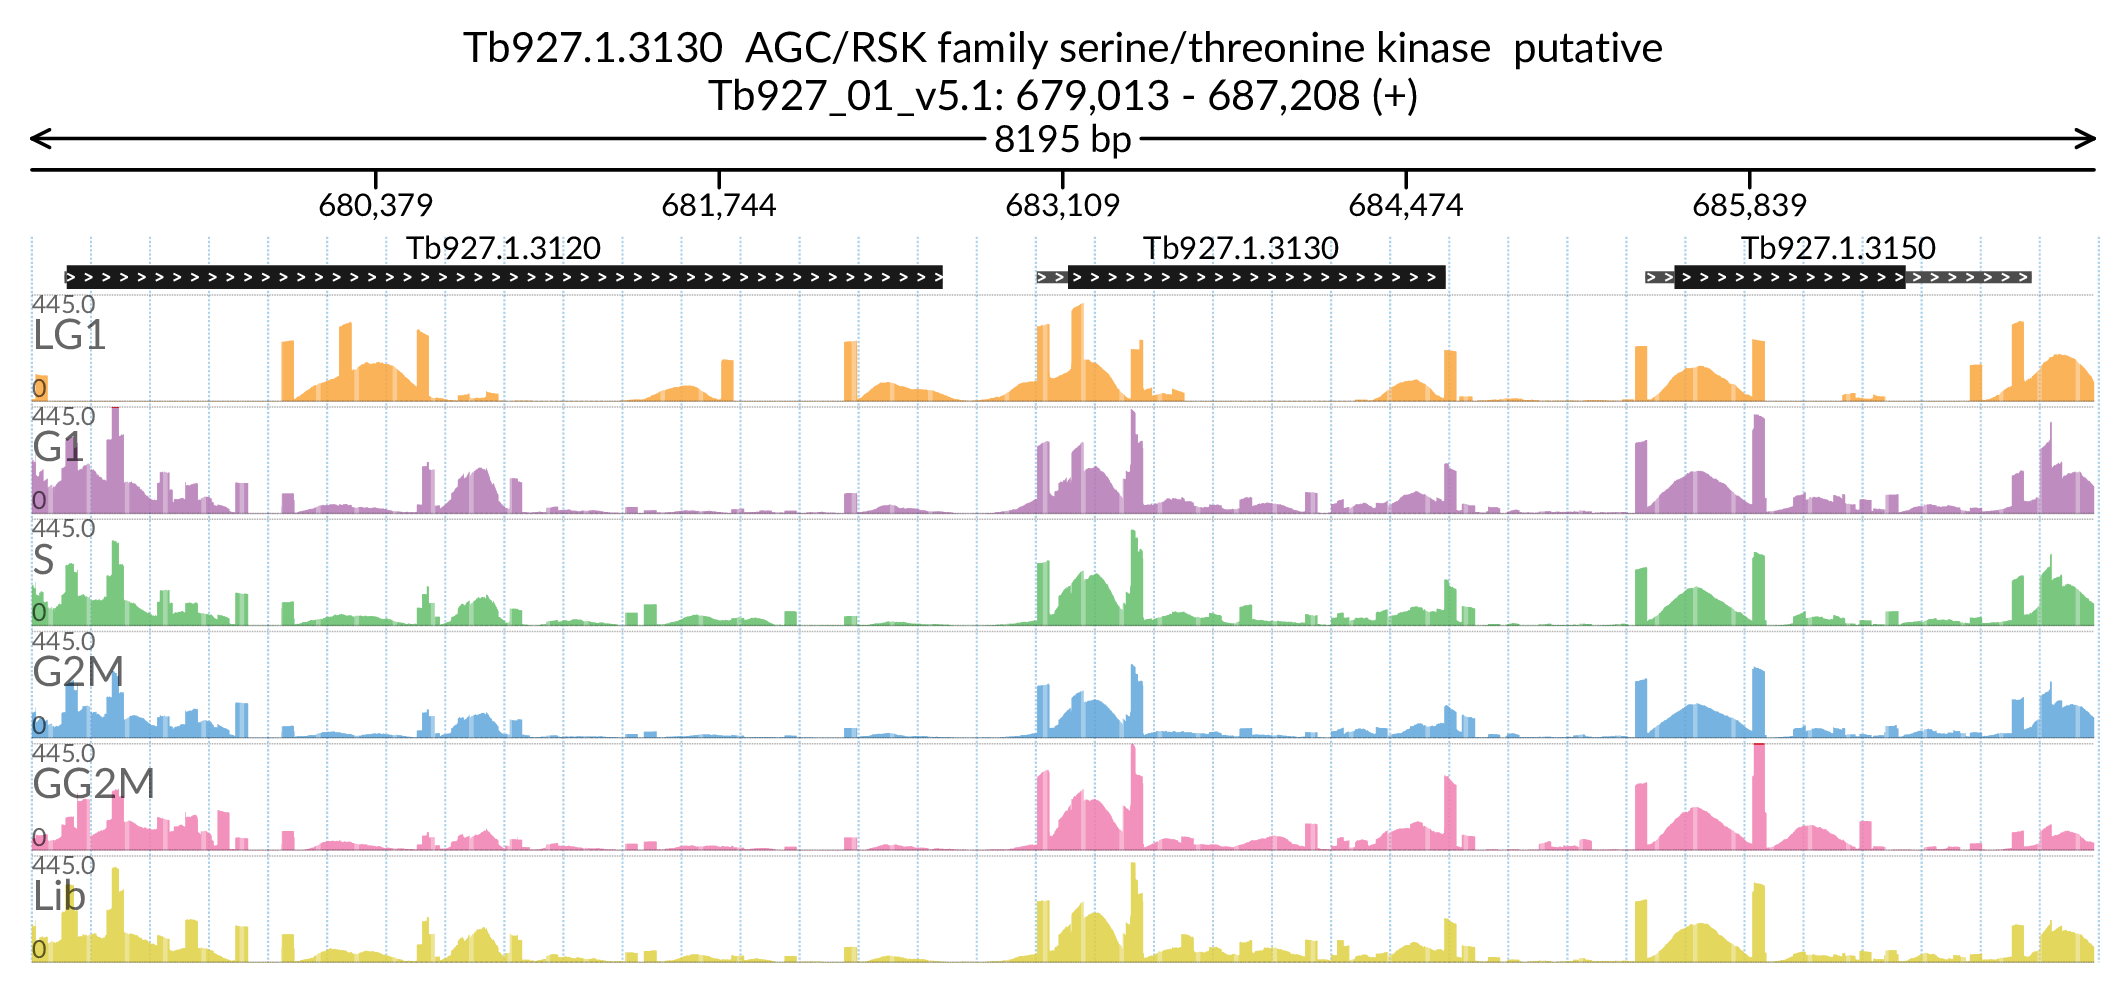 Tb927.1.3130 AGC/RSK family serine/threonine kinase putative
Tb927_01_v5.1: 679,013 - 687,208 (+)
8195 bp
680,379 681,744 683,109 684,474 685,839
Tb927.1.3120 Tb927.1.3130 Tb927.1.3150
445.0
LG1
0
445.0
G1
0
445.0
S
0
445.0
G2M
0
445.0
GG2M
0
445.0
Lib
0